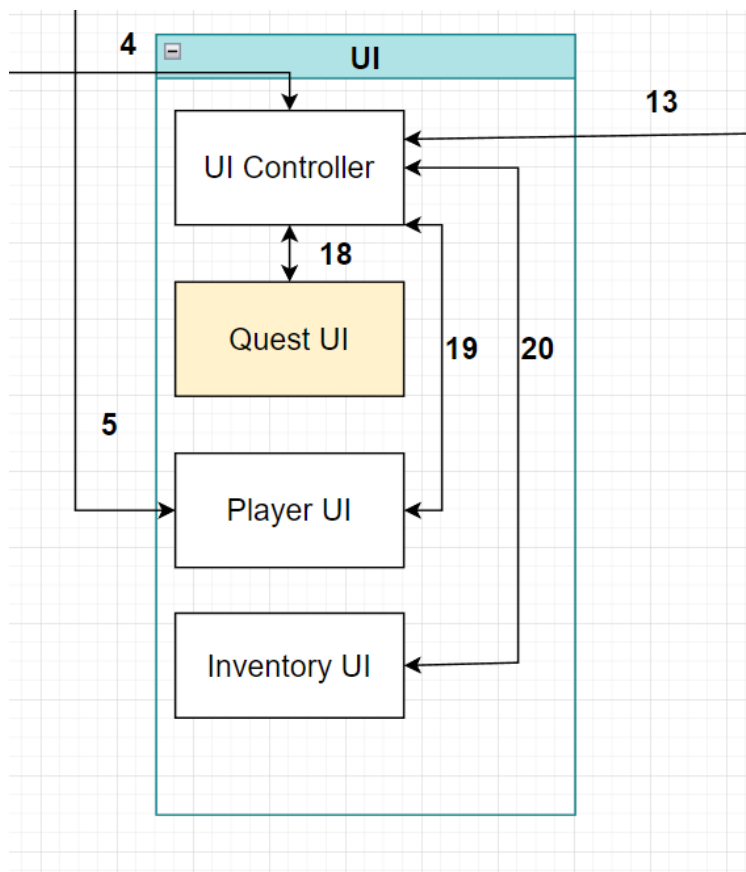 4
UI
13
UI Controller
18
Quest UI
19
20
5
Player UI
Inventory UI